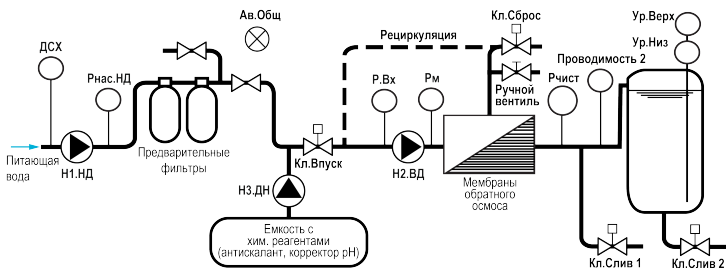 ДСХ
Рнас.НД
Ав.Общ
Рециркуляция
Кл.Сброс
Ур.Верх
Ур.Низ
Р.Вх
Рм
Ручной
вентиль
Рчист
Проводимость 2
Питающая
вода
Н1.НД
Предварительные
фильтры
Кл.Впуск
Н2.ВД
Мембраны
обратного
осмоса
Н3.ДН
Емкость с
хим. реагентами
(антискалант, корректор рН)
Кл.Слив 1
Кл.Слив 2